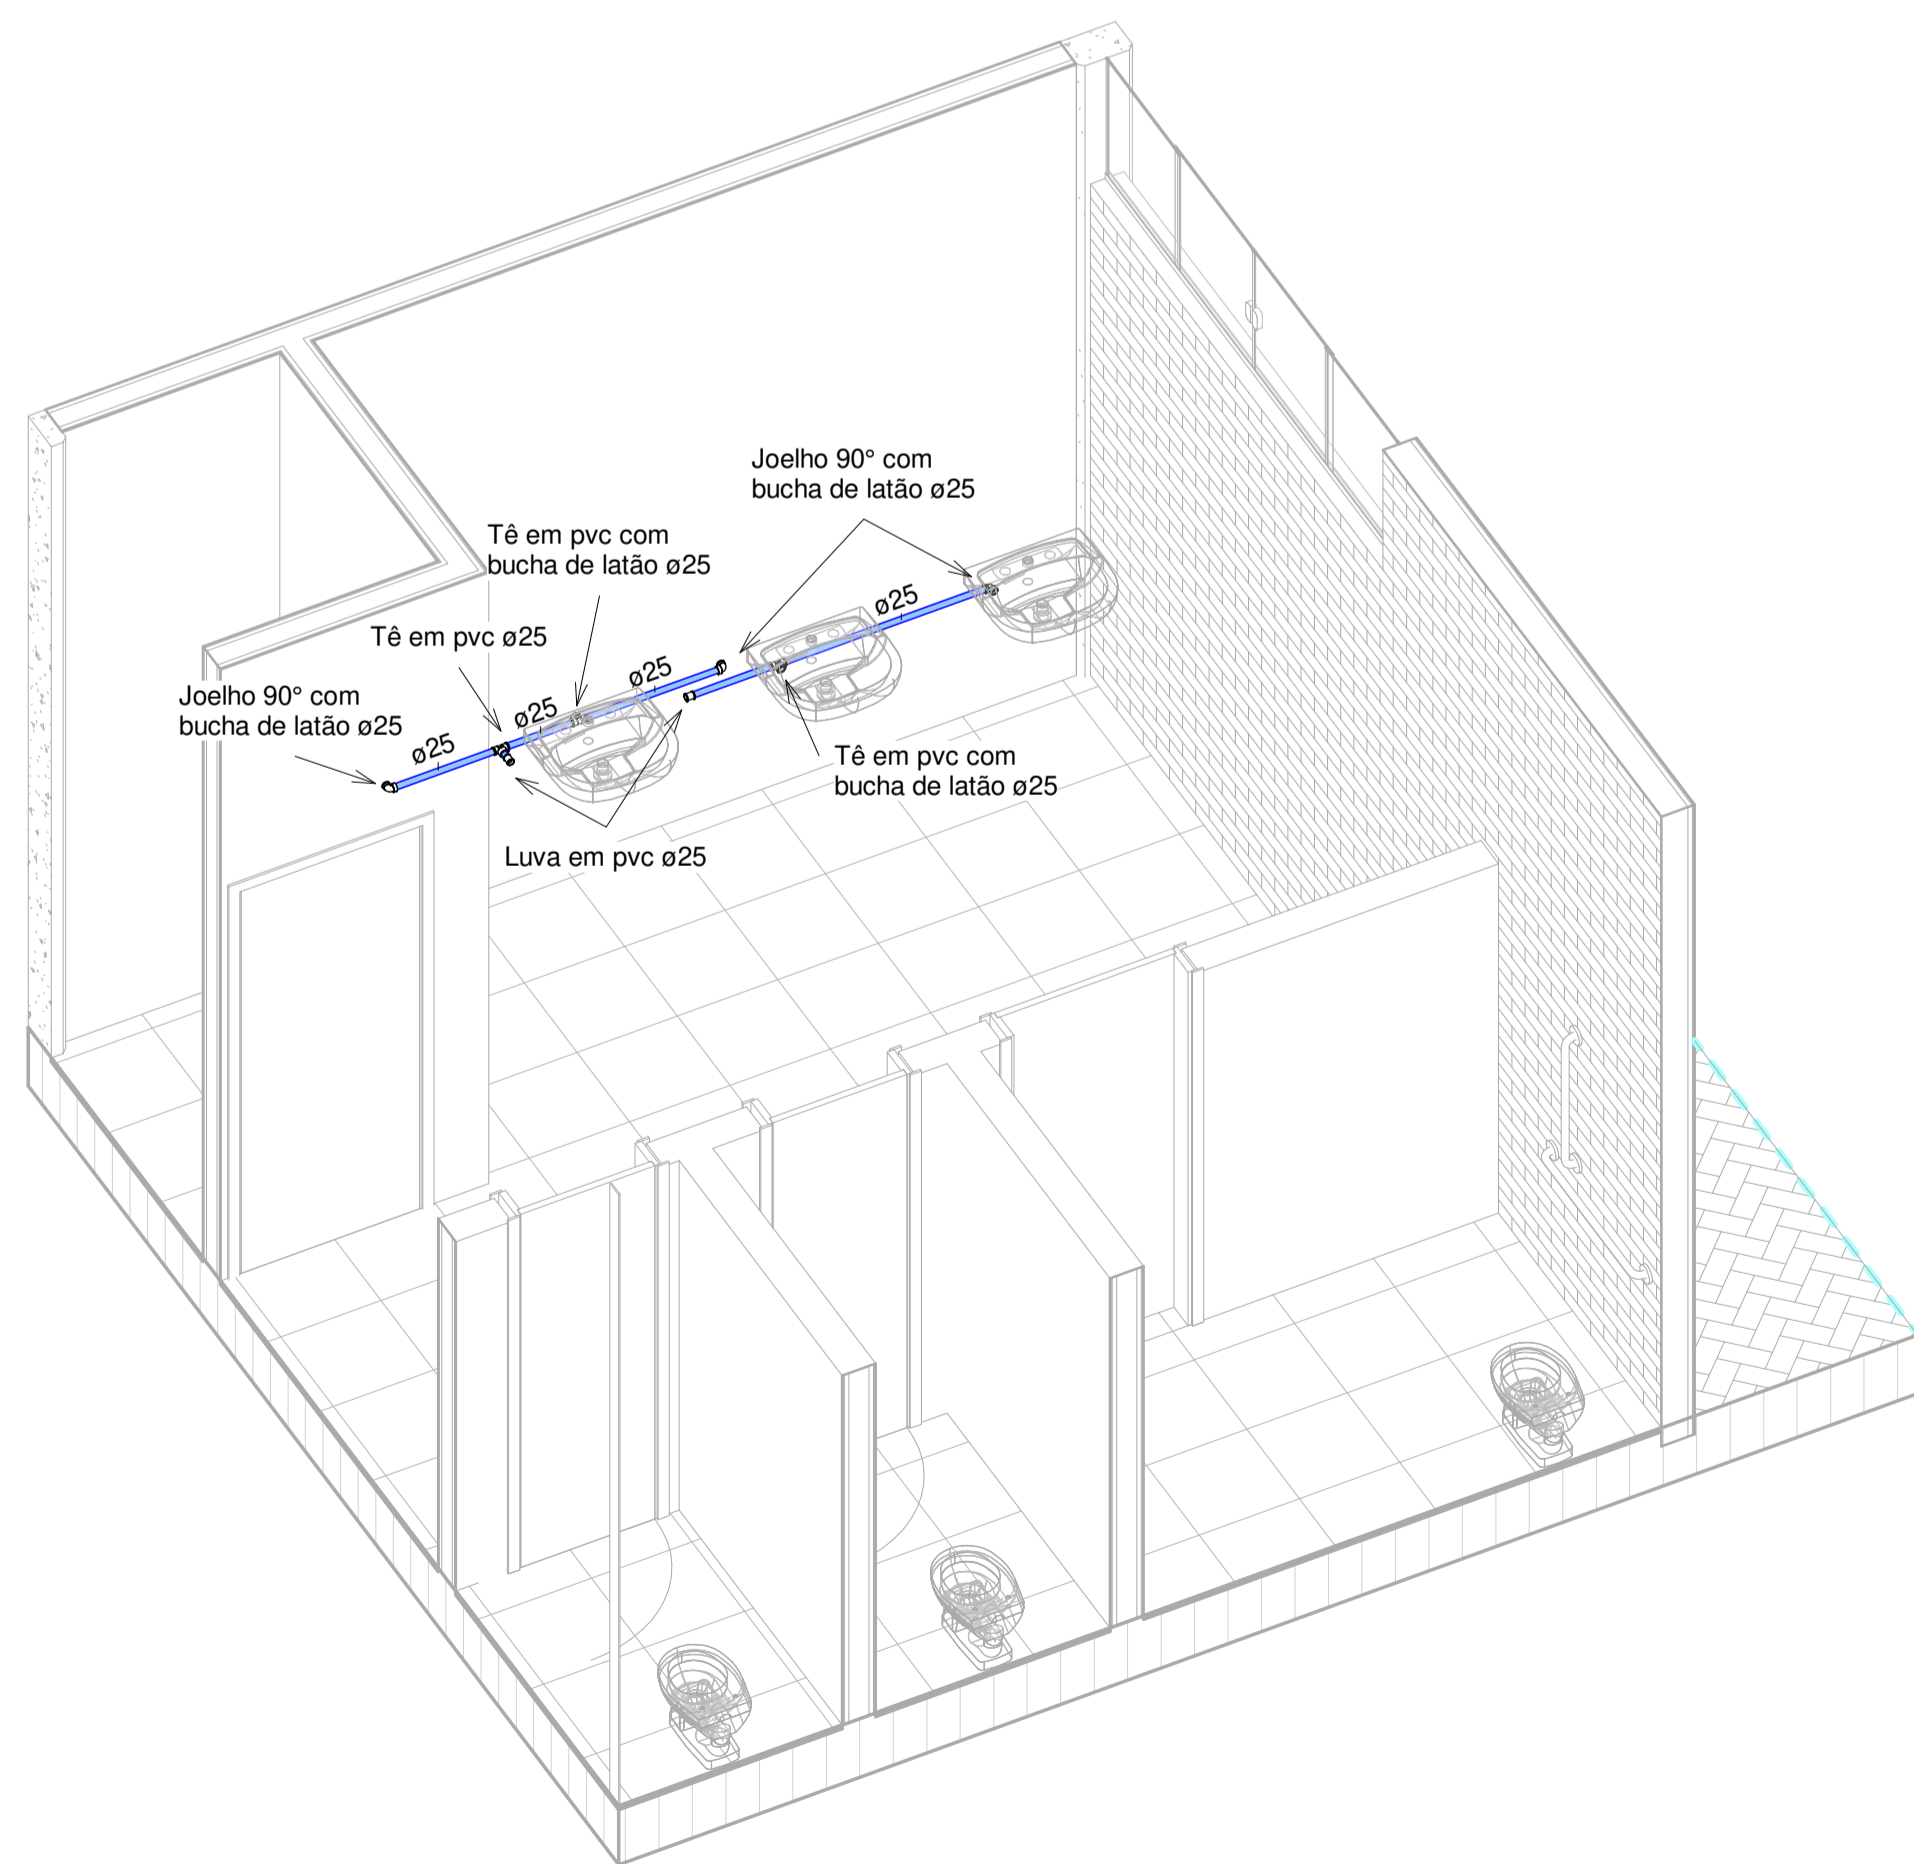 Joelho 90° com
bucha de latão ø25
Tê em pvc com
bucha de latão ø25
ø25
Tê em pvc ø25
ø25
Joelho 90° com
bucha de latão ø25
ø25
ø25
Tê em pvc com
bucha de latão ø25
Luva em pvc ø25